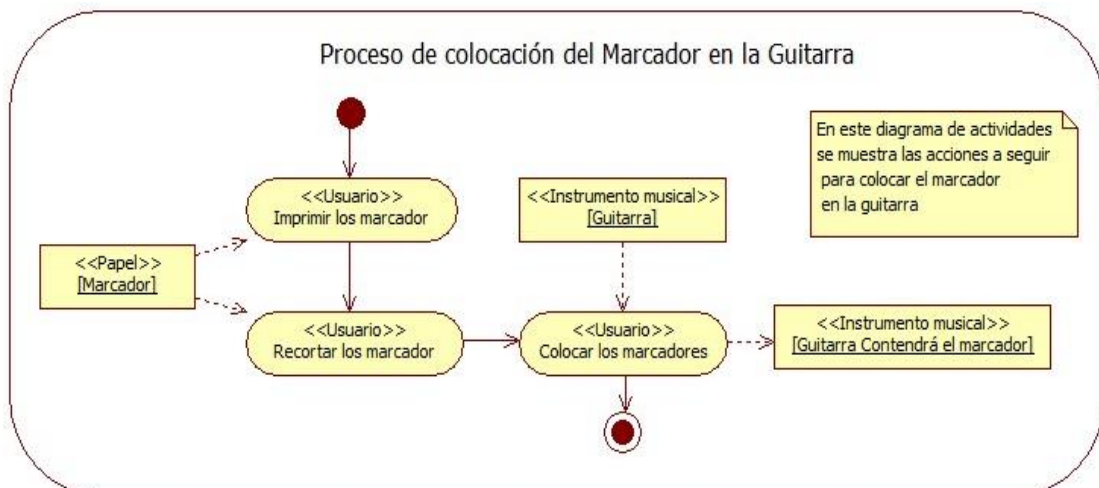 Proceso de colocación del Marcador en la Guitarra
En este diagrama de actividades
se muestra las acciones a seguir
para colocar el marcador
en la guitarra
<<Usuario>>
Imprimir los marcador
<<Instrumento musical>>
[Guitarra]
<<Papel>>
[Marcador]
<<Usuario>>
Recortar los marcador
<<Usuario>>
Colocar los marcadores
<<Instrumento musical>>
[Guitarra Contendrá el marcador]